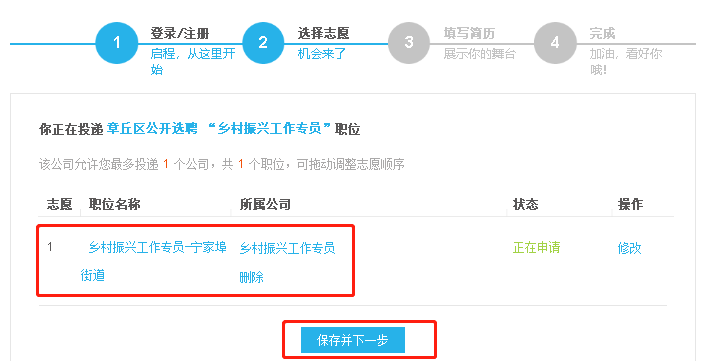 1 登录/注册 2 选择志愿 3 填写简历 4 完成
启程，从这里开始 机会来了 展示你的舞台 加油，看好你哦！
你正在投递 章丘区公开选聘 “乡村振兴工作专员”职位
该公司允许您最多投递 1 个公司，共 1 个职位，可拖动调整志愿顺序
志愿 职位名称 所属公司 状态 操作
1 乡村振兴工作专员-宁家埠 乡村振兴工作专员 正在申请 修改
街道 删除
保存并下一步